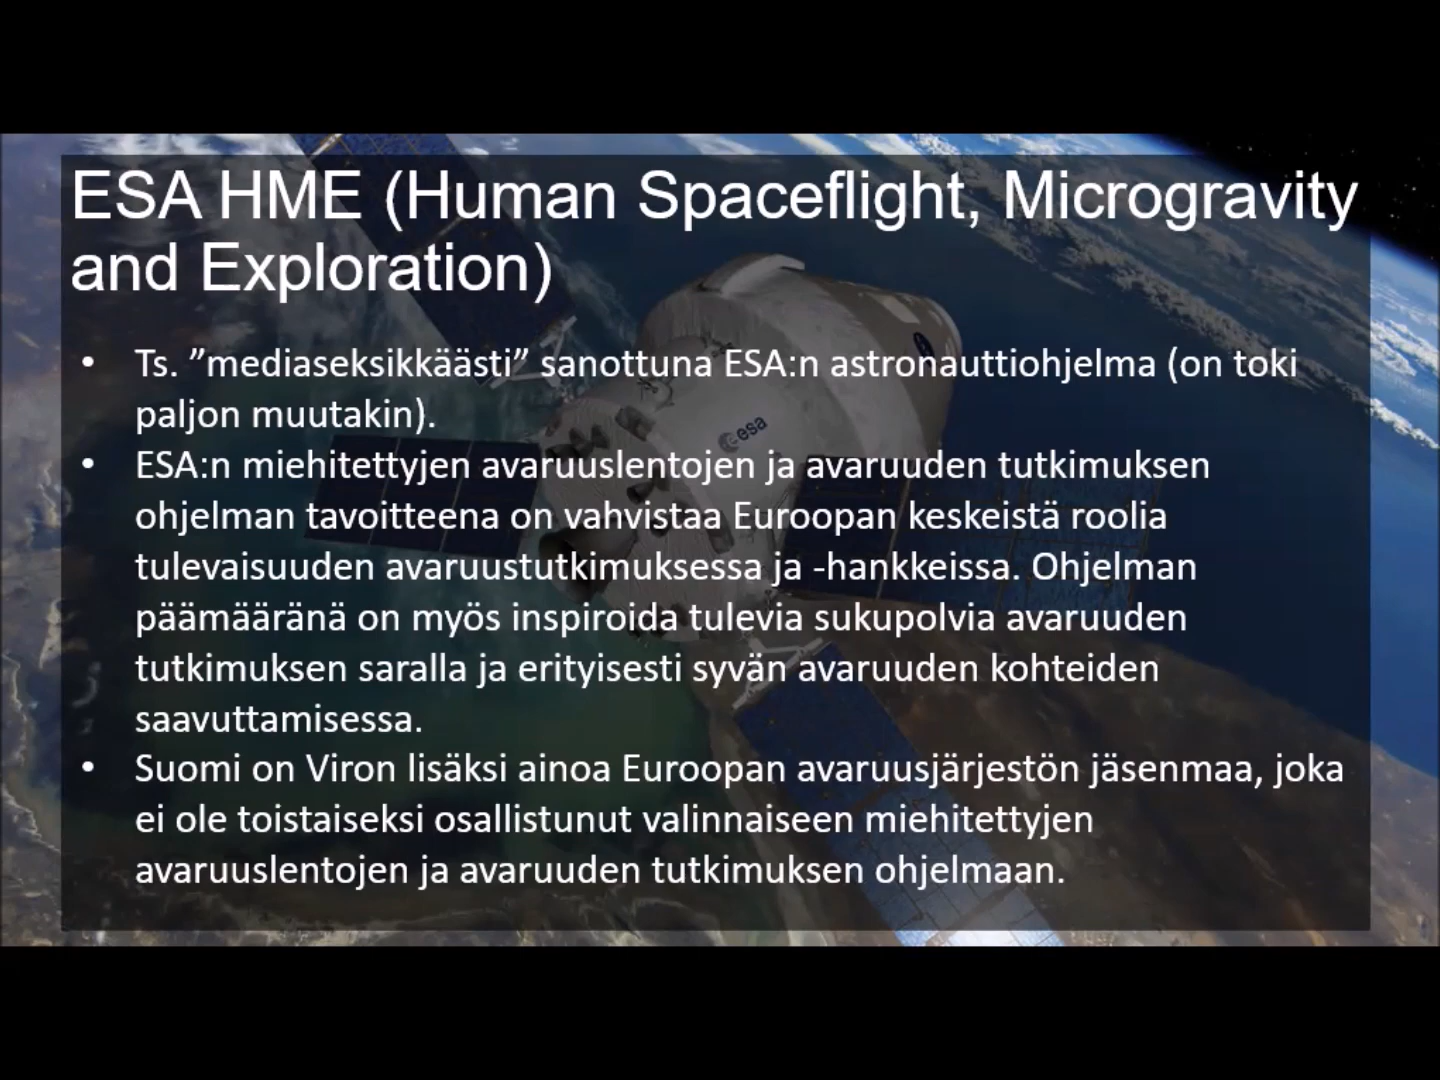 ESA HME (Human Spaceflight, Microgravity
and Exploration)
• Ts. ”mediaseksikkäästi” sanottuna ESA:n astronauttiohjelma (on toki
paljon muutakin).
• ESA:n miehitettyjen avaruuslentojen ja avaruuden tutkimuksen
ohjelman tavoitteena on vahvistaa Euroopan keskeistä roolia
tulevaisuuden avaruustutkimuksessa ja -hankkeissa. Ohjelman
päämääränä on myös inspiroida tulevia sukupolvia avaruuden
tutkimuksen saralla ja erityisesti syvän avaruuden kohteiden
saavuttamisessa.
• Suomi on Viron lisäksi ainoa Euroopan avaruusjärjestön jäsenmaa, joka
ei ole toistaiseksi osallistunut valinnaiseen miehitettyjen
avaruuslentojen ja avaruuden tutkimuksen ohjelmaan.
esa